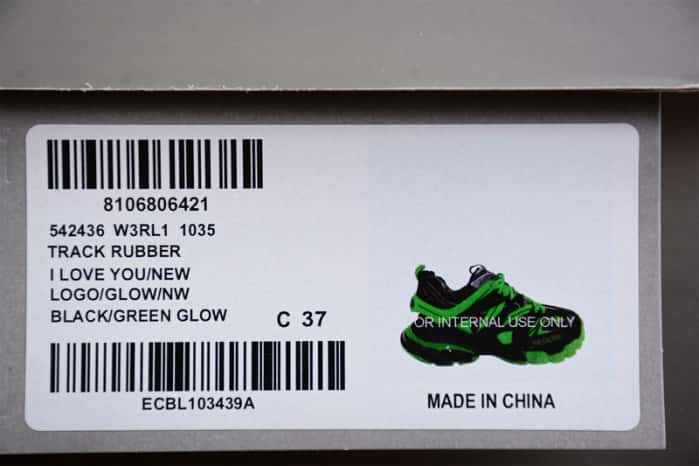 8106806421
542436 W3RL1 1035
TRACK RUBBER
I LOVE YOU/NEW
LOGO/GLOW/NW
BLACK/GREEN GLOW
C 37
ECBL103439A
OR INTERNAL USE ONLY
MADE IN CHINA